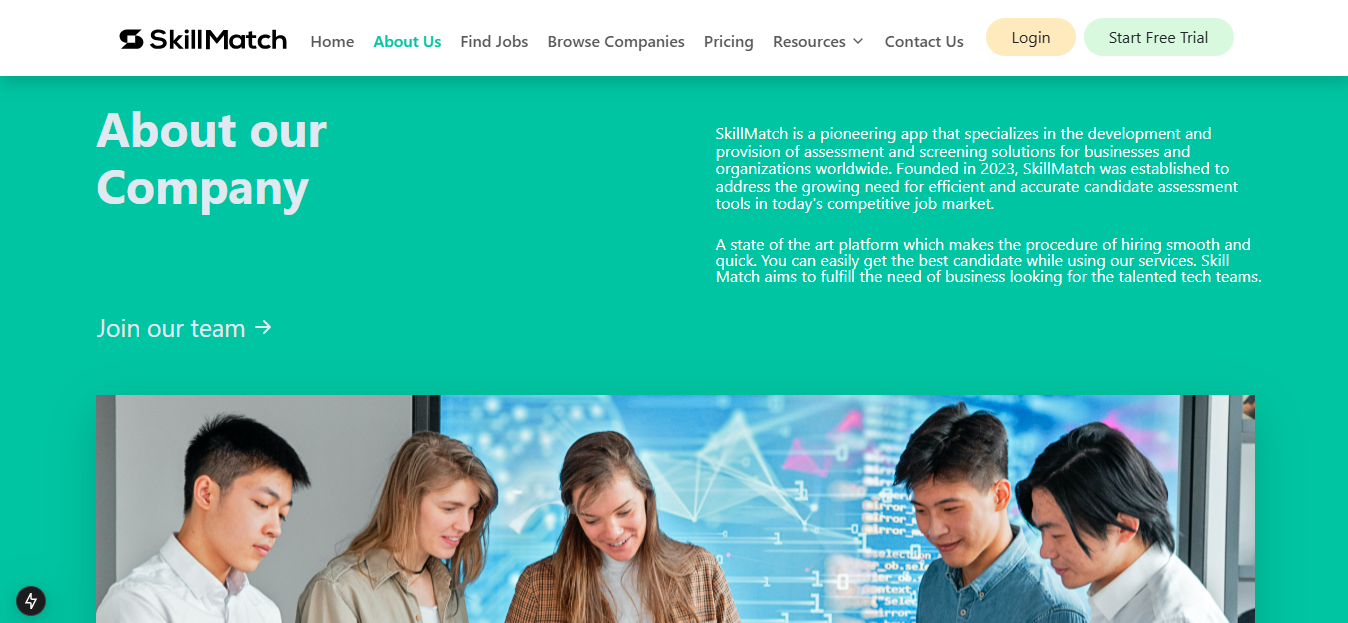 SkillMatch
Home
About Us
Find Jobs
Browse Companies
Pricing
Resources
Contact Us
Login
Start Free Trial
About our
Company
SkillMatch is a pioneering app that specializes in the development and
provision of assessment and screening solutions for businesses and
organizations worldwide. Founded in 2023, SkillMatch was established to
address the growing need for efficient and accurate candidate assessment
tools in today's competitive job market.
A state of the art platform which makes the procedure of hiring smooth and
quick. You can easily get the best candidate while using our services. Skill
Match aims to fulfill the need of business looking for the talented tech teams.
Join our team →